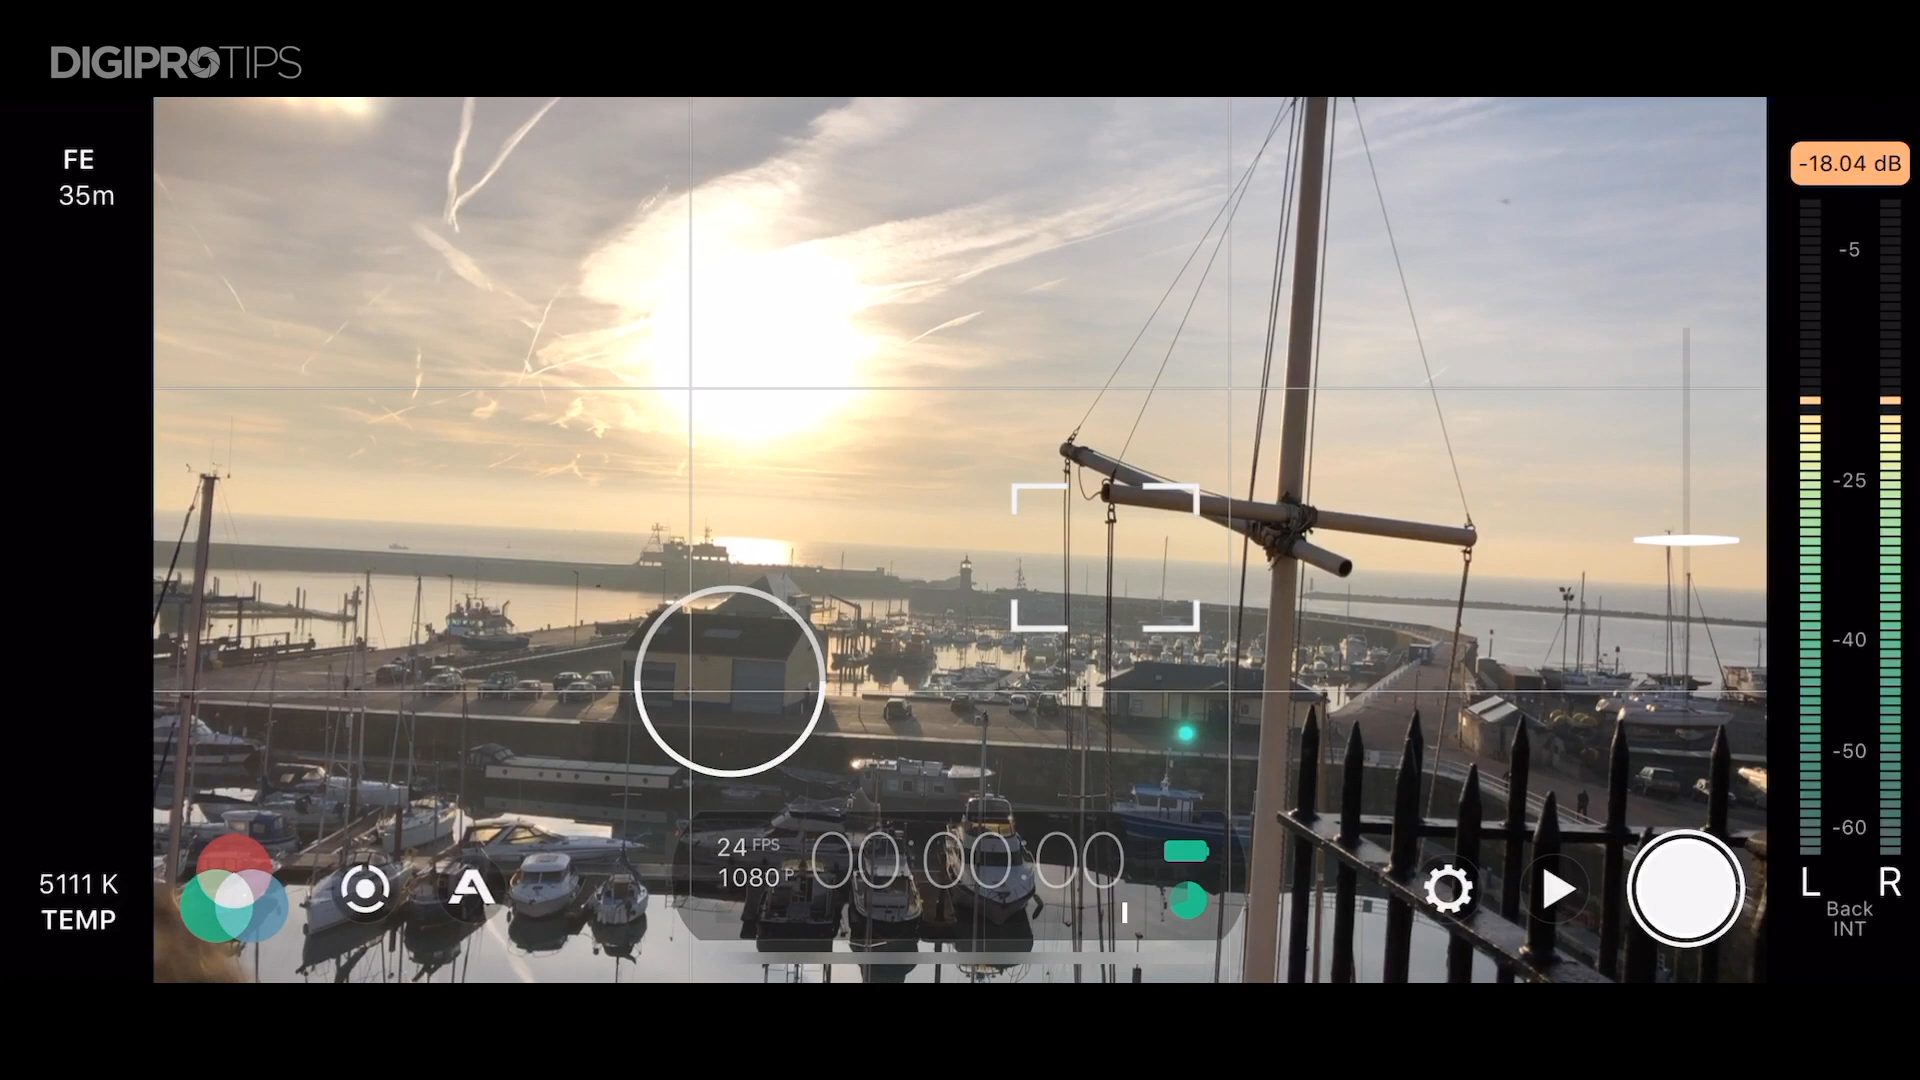 DIGIPROTIPS
FE
35m
-18.04 dB
-5
-25
-40
-50
-60
24 FPS
1080 P
00:00:00
5111 K
TEMP
A
L R
Back
INT